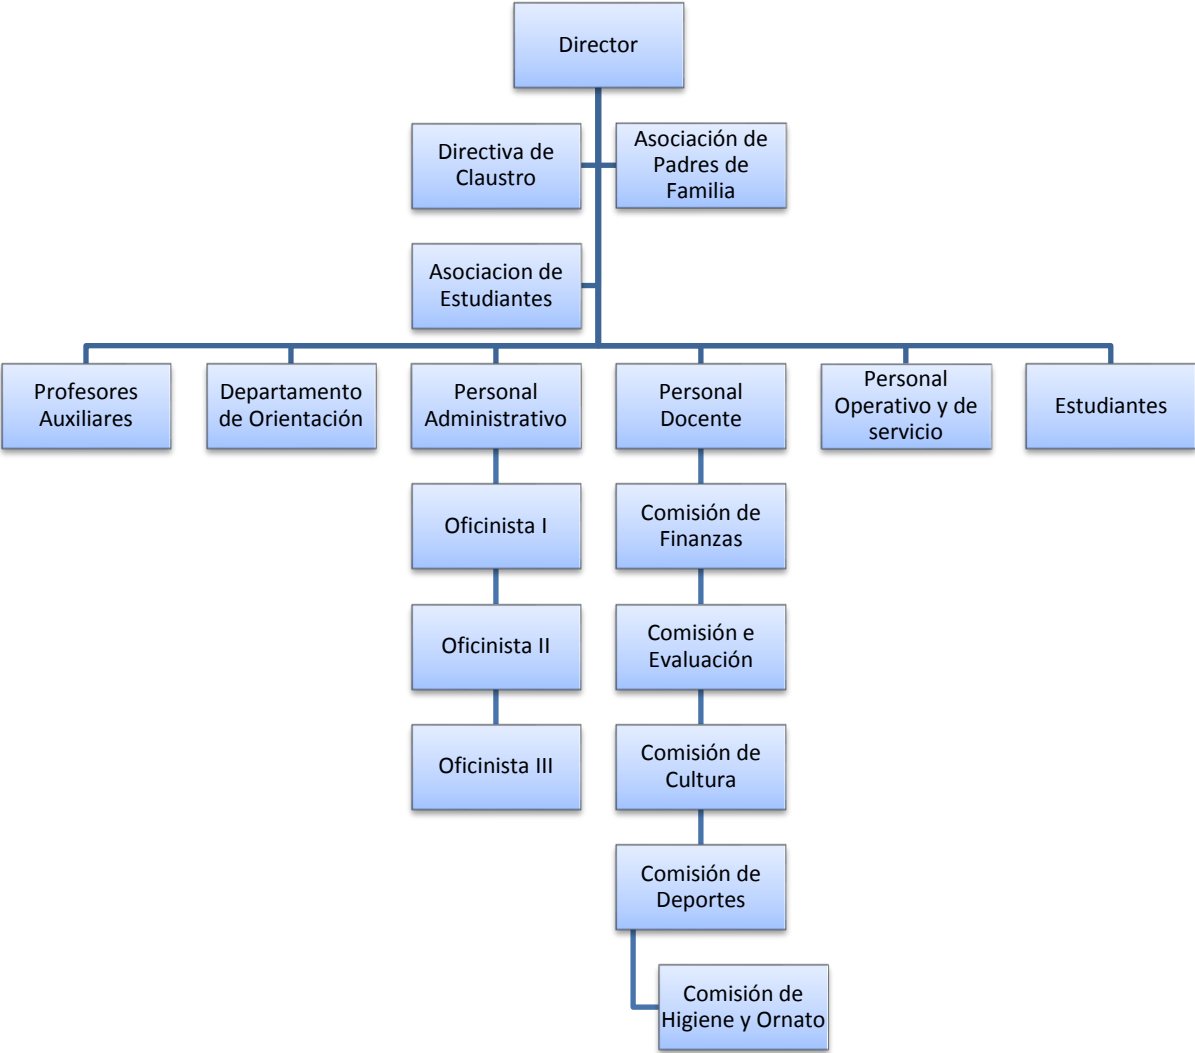 Director
Directiva de
Claustro
Asociación de
Padres de
Familia
Asociacion de
Estudiantes
Profesores
Auxiliares
Departamento
de Orientación
Personal
Administrativo
Personal
Docente
Personal
Operativo y de
servicio
Estudiantes
Oficinista I
Comisión de
Finanzas
Oficinista II
Comisión e
Evaluación
Oficinista III
Comisión de
Cultura
Comisión de
Deportes
Comisión de
Higiene y Ornato